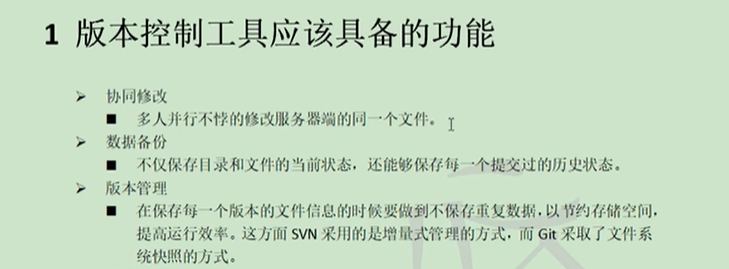 1 版本控制工具应该具备的功能
➢ 协同修改
■ 多人并行不悖的修改服务器端的同一个文件。
➢ 数据备份
■ 不仅保存目录和文件的当前状态，还能够保存每一个提交过的历史状态。
➢ 版本管理
■ 在保存每一个版本的文件信息的时候要做到不保存重复数据，以节约存储空间，
提高运行效率。这方面 SVN 采用的是增量式管理的方式，而 Git 采取了文件系
统快照的方式。